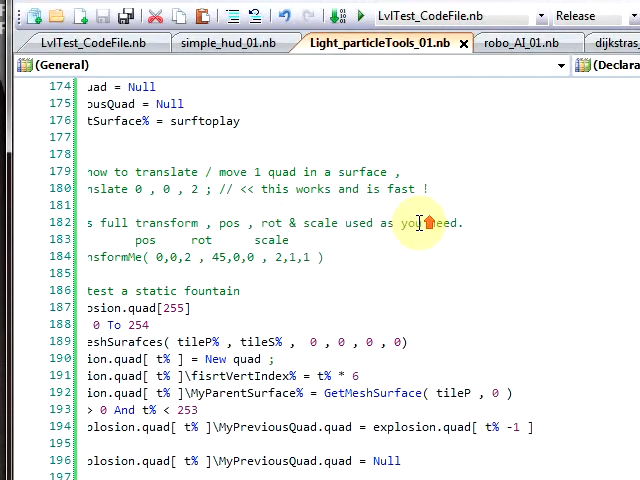 LvlTest_CodeFile.nb Release
LvlTest_CodeFile.nb simple_hud_01.nb Light_particleTools_01.nb robo_AI_01.nb dijkstras_
(General) (Declara
174 uad = Null
175 ousQuad = Null
176 tSurface% = surftoplay
177
178
179 how to translate / move 1 quad in a surface ,
180 nslate 0 , 0 , 2 ; // << this works and is fast !
181
182 s full transform , pos , rot & scale used as you need.
183 pos rot scale
184 nsformMe( 0,0,2 , 45,0,0 , 2,1,1 )
186 test a static fountain
187 osion.quad[255]
188 0 To 254
189 eshSurafces( tileP% , tileS% , 0 , 0 , 0 , 0)
190 ion.quad[ t% ] = New quad ;
191 ion.quad[ t% ]\fisrtVertIndex% = t% * 6
192 ion.quad[ t% ]\MyParentSurface% = GetMeshSurface( tileP , 0 )
193 > 0 And t% < 253
194 plosion.quad[ t% ]\MyPreviousQuad.quad = explosion.quad[ t% -1 ]
195
196 plosion.quad[ t% ]\MyPreviousQuad.quad = Null
197